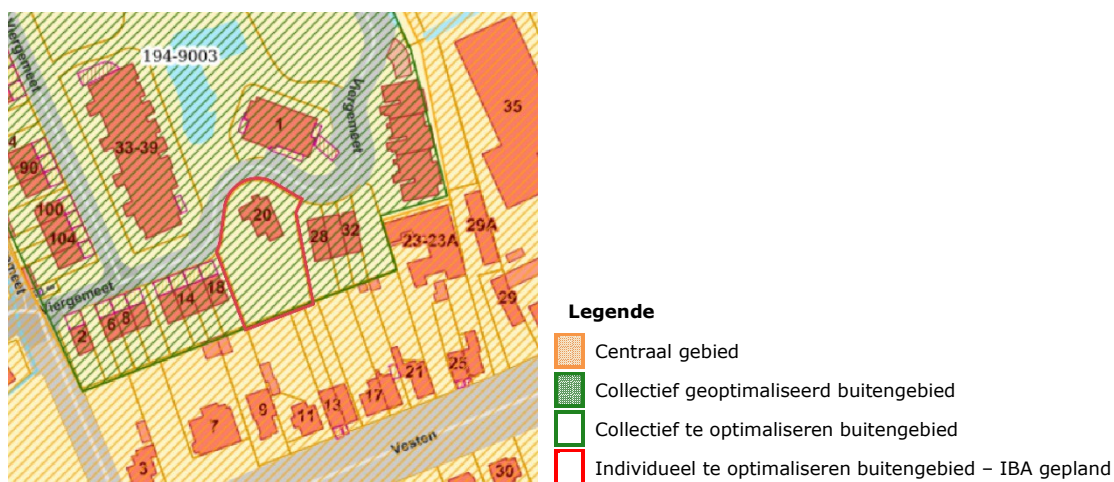 Viergemeet
194-9003
35
1
Viergemeet
33-39
90
100
104
20
28
32
23-23A
29A
29
Viergemeet
2
6
8
14
18
7
9
11
13
17
21
25
3
Vesten
30
Legende
Centraal gebied
Collectief geoptimaliseerd buitengebied
Collectief te optimaliseren buitengebied
Individueel te optimaliseren buitengebied – IBA gepland